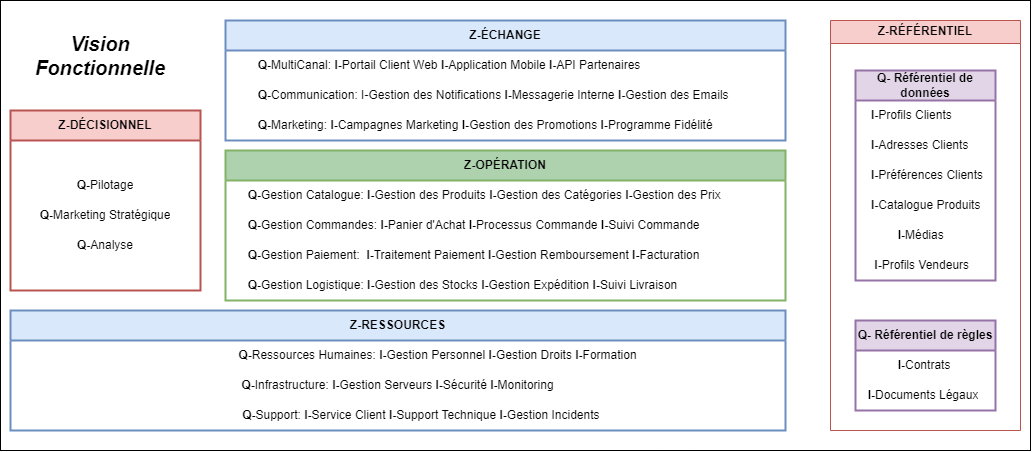 Vision
Fonctionnelle
Z-DÉCISIONNEL
Q-Pilotage
Q-Marketing Stratégique
Q-Analyse
Z-ÉCHANGE
Q-MultiCanal: I-Portail Client Web I-Application Mobile I-API Partenaires
Q-Communication: I-Gestion des Notifications I-Messagerie Interne I-Gestion des Emails
Q-Marketing: I-Campagnes Marketing I-Gestion des Promotions I-Programme Fidélité
Z-OPÉRATION
Q-Gestion Catalogue: I-Gestion des Produits I-Gestion des Catégories I-Gestion des Prix
Q-Gestion Commandes: I-Panier d'Achat I-Processus Commande I-Suivi Commande
Q-Gestion Paiement: I-Traitement Paiement I-Gestion Remboursement I-Facturation
Q-Gestion Logistique: I-Gestion des Stocks I-Gestion Expédition I-Suivi Livraison
Z-RESSOURCES
Q-Ressources Humaines: I-Gestion Personnel I-Gestion Droits I-Formation
Q-Infrastructure: I-Gestion Serveurs I-Sécurité I-Monitoring
Q-Support: I-Service Client I-Support Technique I-Gestion Incidents
Z-RÉFÉRENTIEL
Q- Référentiel de
données
I-Profils Clients
I-Adresses Clients
I-Préférences Clients
I-Catalogue Produits
I-Médias
I-Profils Vendeurs
Q- Référentiel de règles
I-Contrats
I-Documents Légaux